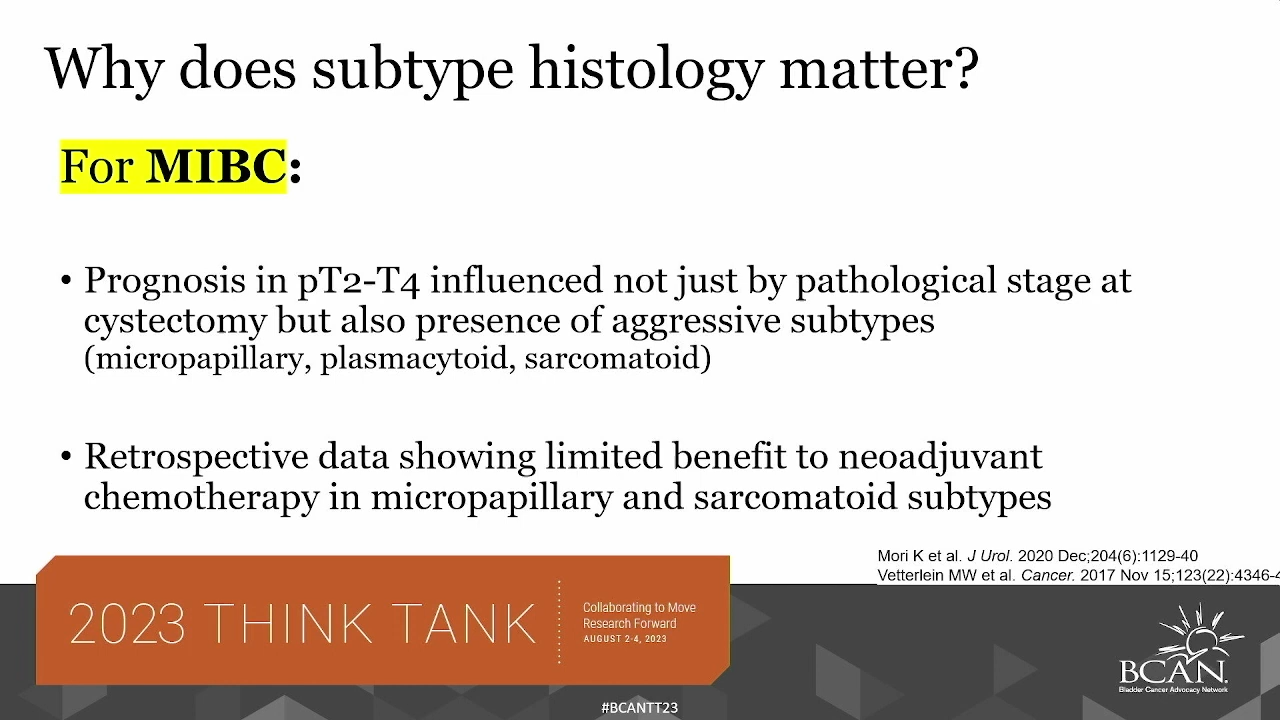 Why does subtype histology matter?
For MIBC:
• Prognosis in pT2-T4 influenced not just by pathological stage at
cystectomy but also presence of aggressive subtypes
(micropapillary, plasmacytoid, sarcomatoid)
• Retrospective data showing limited benefit to neoadjuvant
chemotherapy in micropapillary and sarcomatoid subtypes
Mori K et al. J Urol. 2020 Dec;204(6):1129-40
Vetterlein MW et al. Cancer. 2017 Nov 15;123(22):4346-4
2023 THINK TANK
Collaborating to Move
Research Forward
AUGUST 2-4, 2023
BCAN.
Bladder Cancer Advocacy Network
#BCANTT23